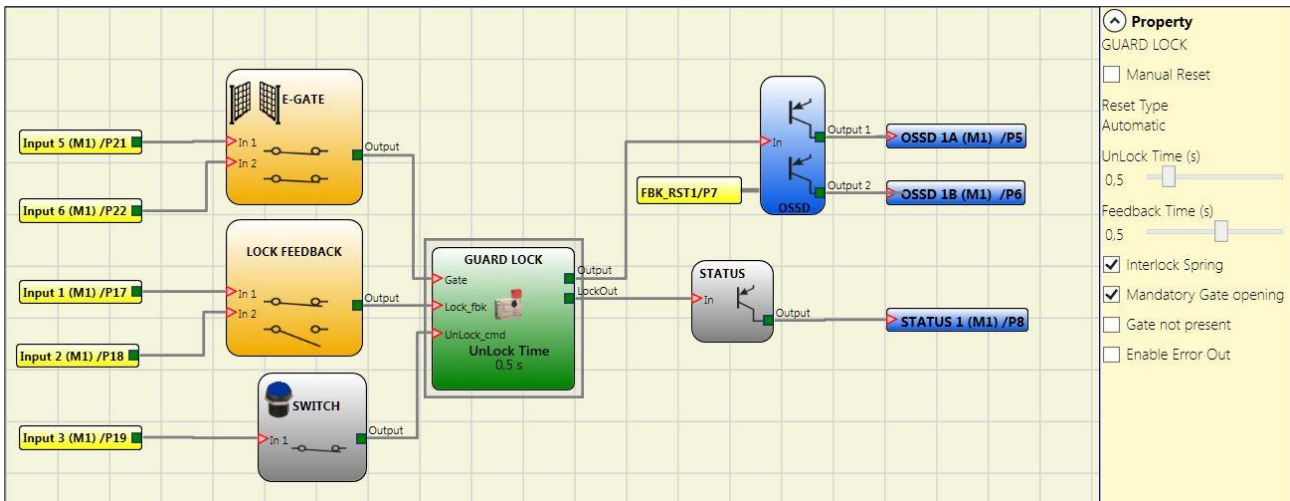 E-GATE
Input 5 (M1) /P21
In 1
In 2
Output
Input 6 (M1) /P22
LOCK FEEDBACK
Input 1 (M1) /P17
In 1
In 2
Output
Input 2 (M1) /P18
SWITCH
Input 3 (M1) /P19
In 1
Output
GUARD LOCK
Gate
Lock_fbk
UnLock_cmd
Output
LockOut
UnLock Time
0,5 s
FBK_RST1/P7
In
Output 1
Output 2
OSSD
OSSD 1A (M1) /P5
OSSD 1B (M1) /P6
STATUS
In
Output
STATUS 1 (M1) /P8
Property
GUARD LOCK
Manual Reset
Reset Type
Automatic
UnLock Time (s)
0,5
Feedback Time (s)
0,5
Interlock Spring
Mandatory Gate opening
Gate not present
Enable Error Out